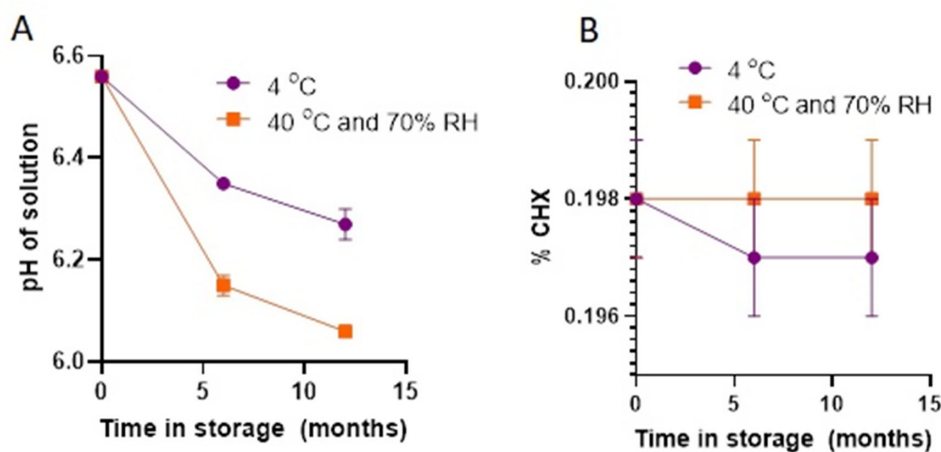 A
pH of solution
6.6
6.4
6.2
6.0
4 °C
40 °C and 70% RH
0
5
10
15
Time in storage (months)
B
% CHX
0.200
0.198
0.196
4 °C
40 °C and 70% RH
0
5
10
15
Time in storage (months)